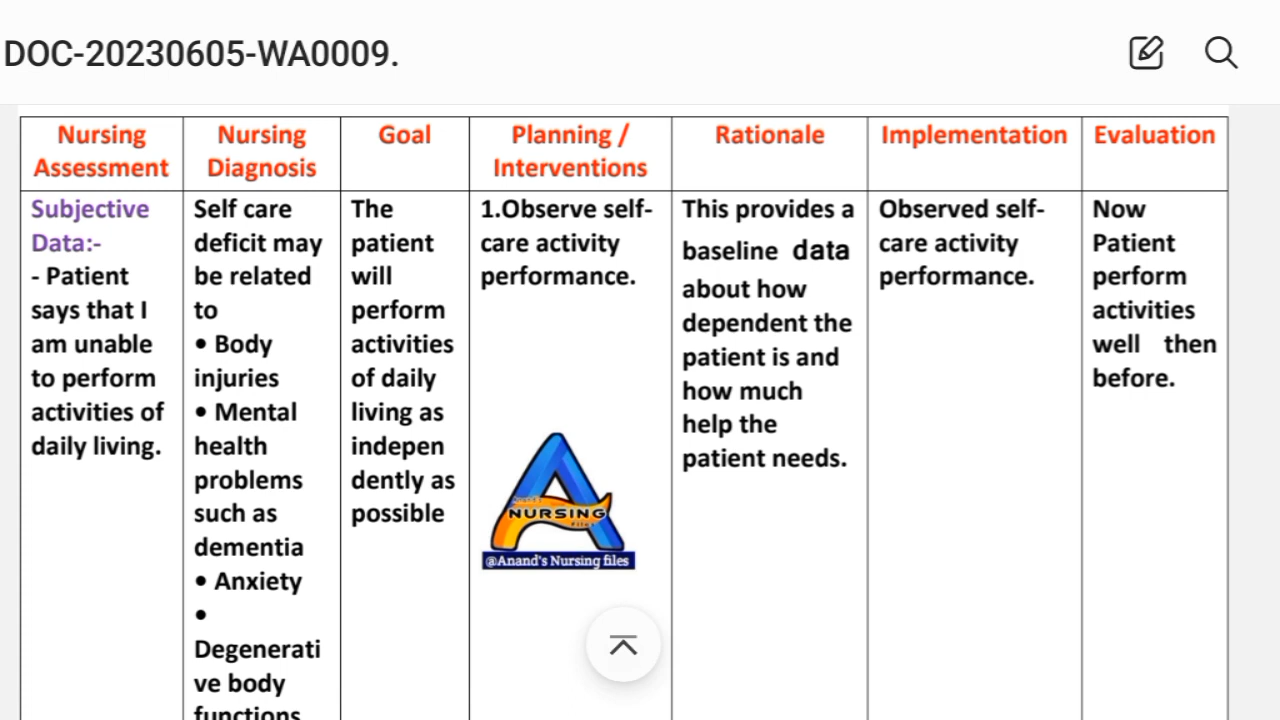 DOC-20230605-WA0009.
Nursing
Assessment
Nursing
Diagnosis
Goal
Planning /
Interventions
Rationale
Implementation
Evaluation
Subjective
Data:-
- Patient
says that I
am unable
to perform
activities of
daily living.
Self care
deficit may
be related
to
• Body
injuries
• Mental
health
problems
such as
dementia
• Anxiety
•
Degenerati
ve body
functions
The
patient
will
perform
activities
of daily
living as
indepen
dently as
possible
1.Observe self-
care activity
performance.
Anand's
NURSING
Files
@Anand's Nursing files
This provides a
baseline data
about how
dependent the
patient is and
how much
help the
patient needs.
Observed self-
care activity
performance.
Now
Patient
perform
activities
well then
before.